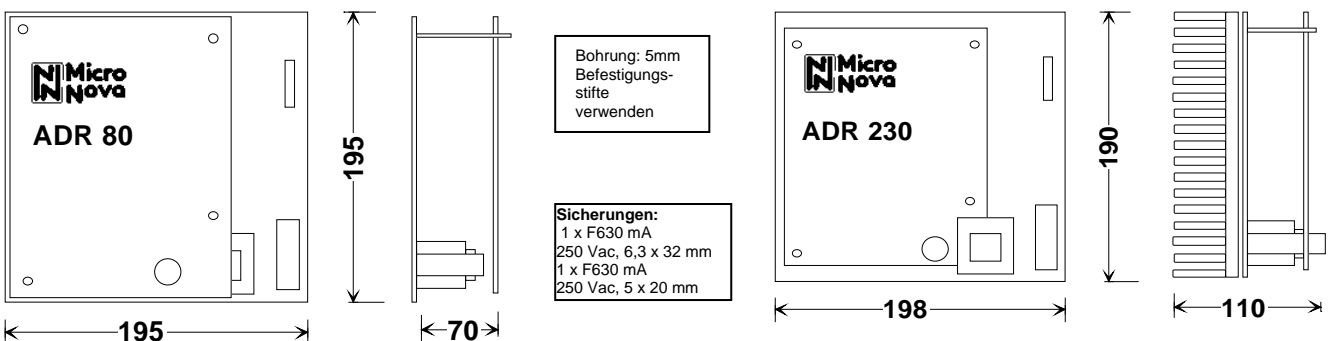 Micro
Nova
ADR 80
195
195
70
Bohrung: 5mm
Befestigungs-
stifte
verwenden
Sicherungen:
1 x F630 mA
250 Vac, 6,3 x 32 mm
1 x F630 mA
250 Vac, 5 x 20 mm
Micro
Nova
ADR 230
190
198
110